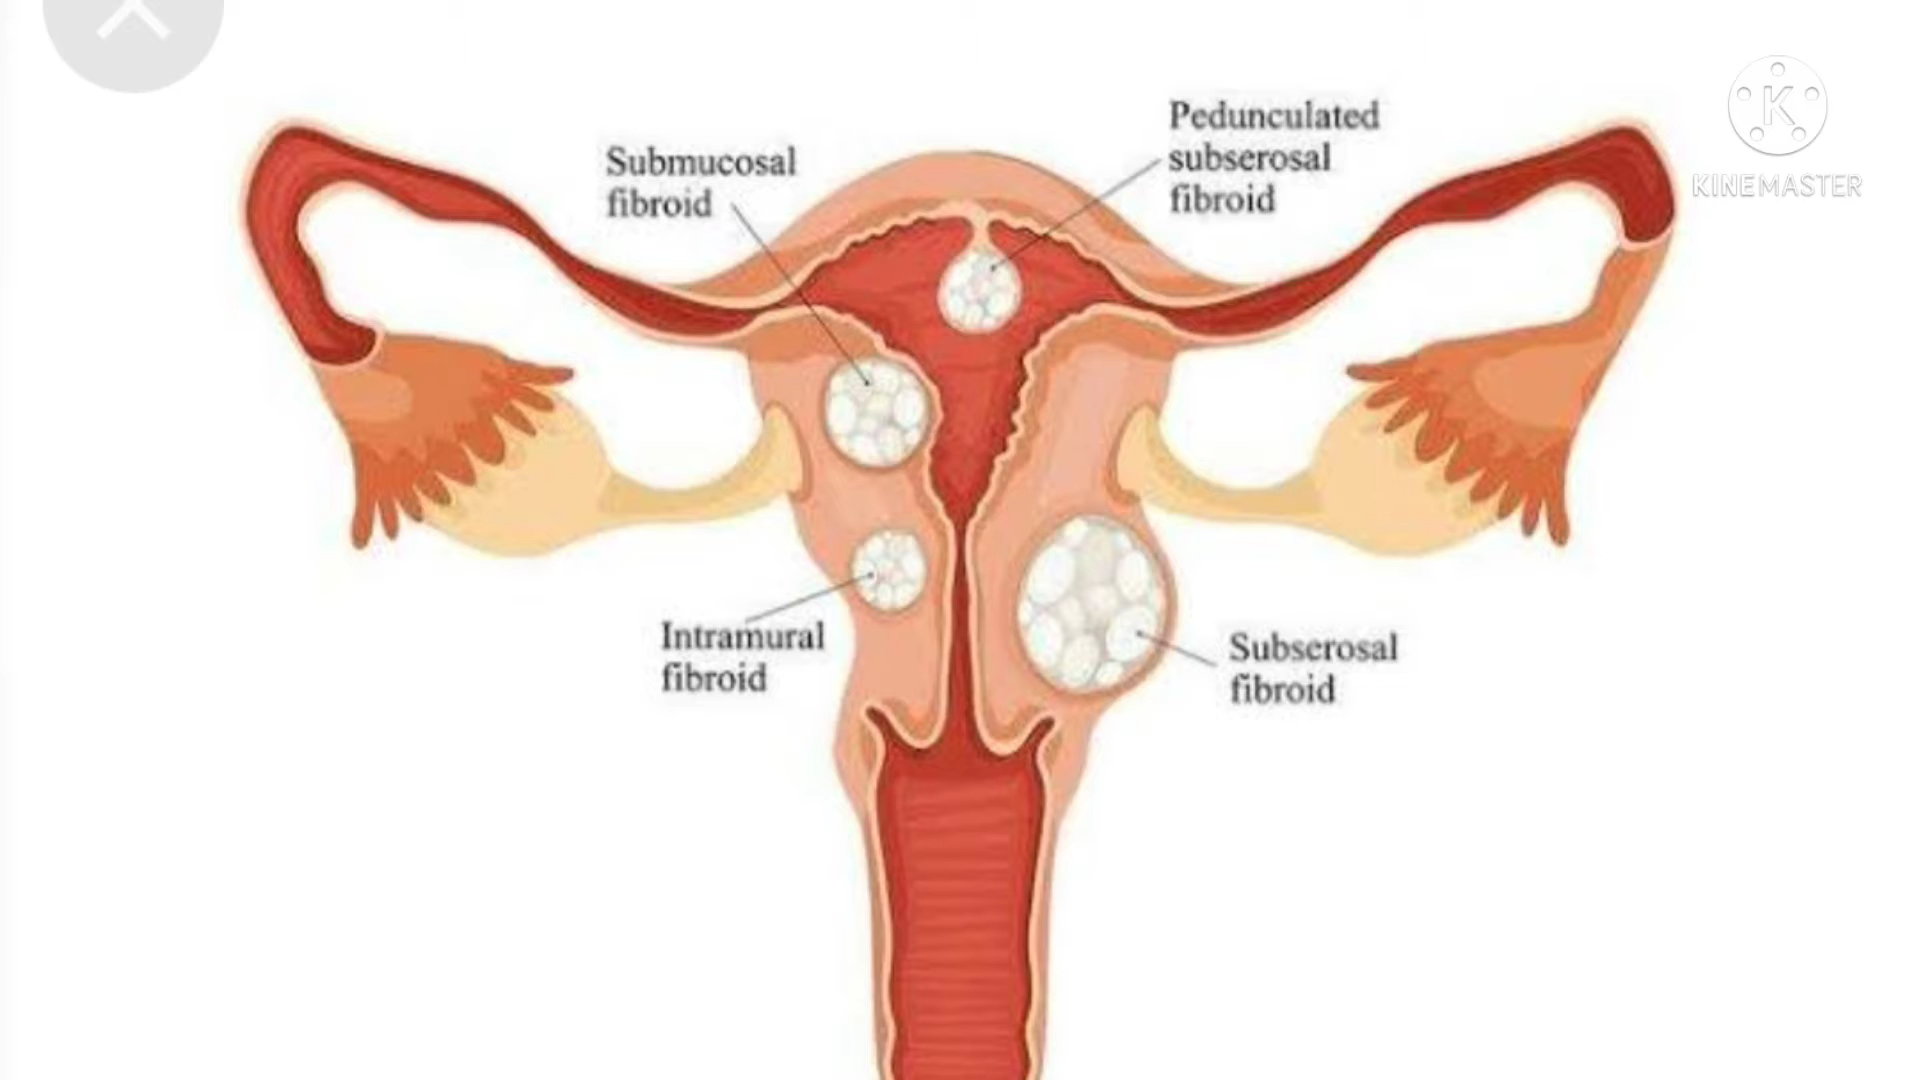 Submucosal
fibroid
Pedunculated
subserosal
fibroid
K
KINEMASTER
Intramural
fibroid
Subserosal
fibroid